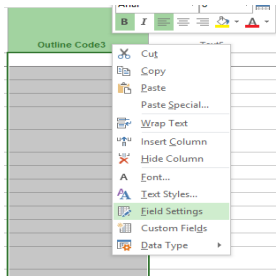 B I A
Outline Code3
Cut
Copy
Paste
Paste Special...
Wrap Text
Insert Column
Hide Column
A Font...
Text Styles...
Field Settings
Custom Fields
Data Type